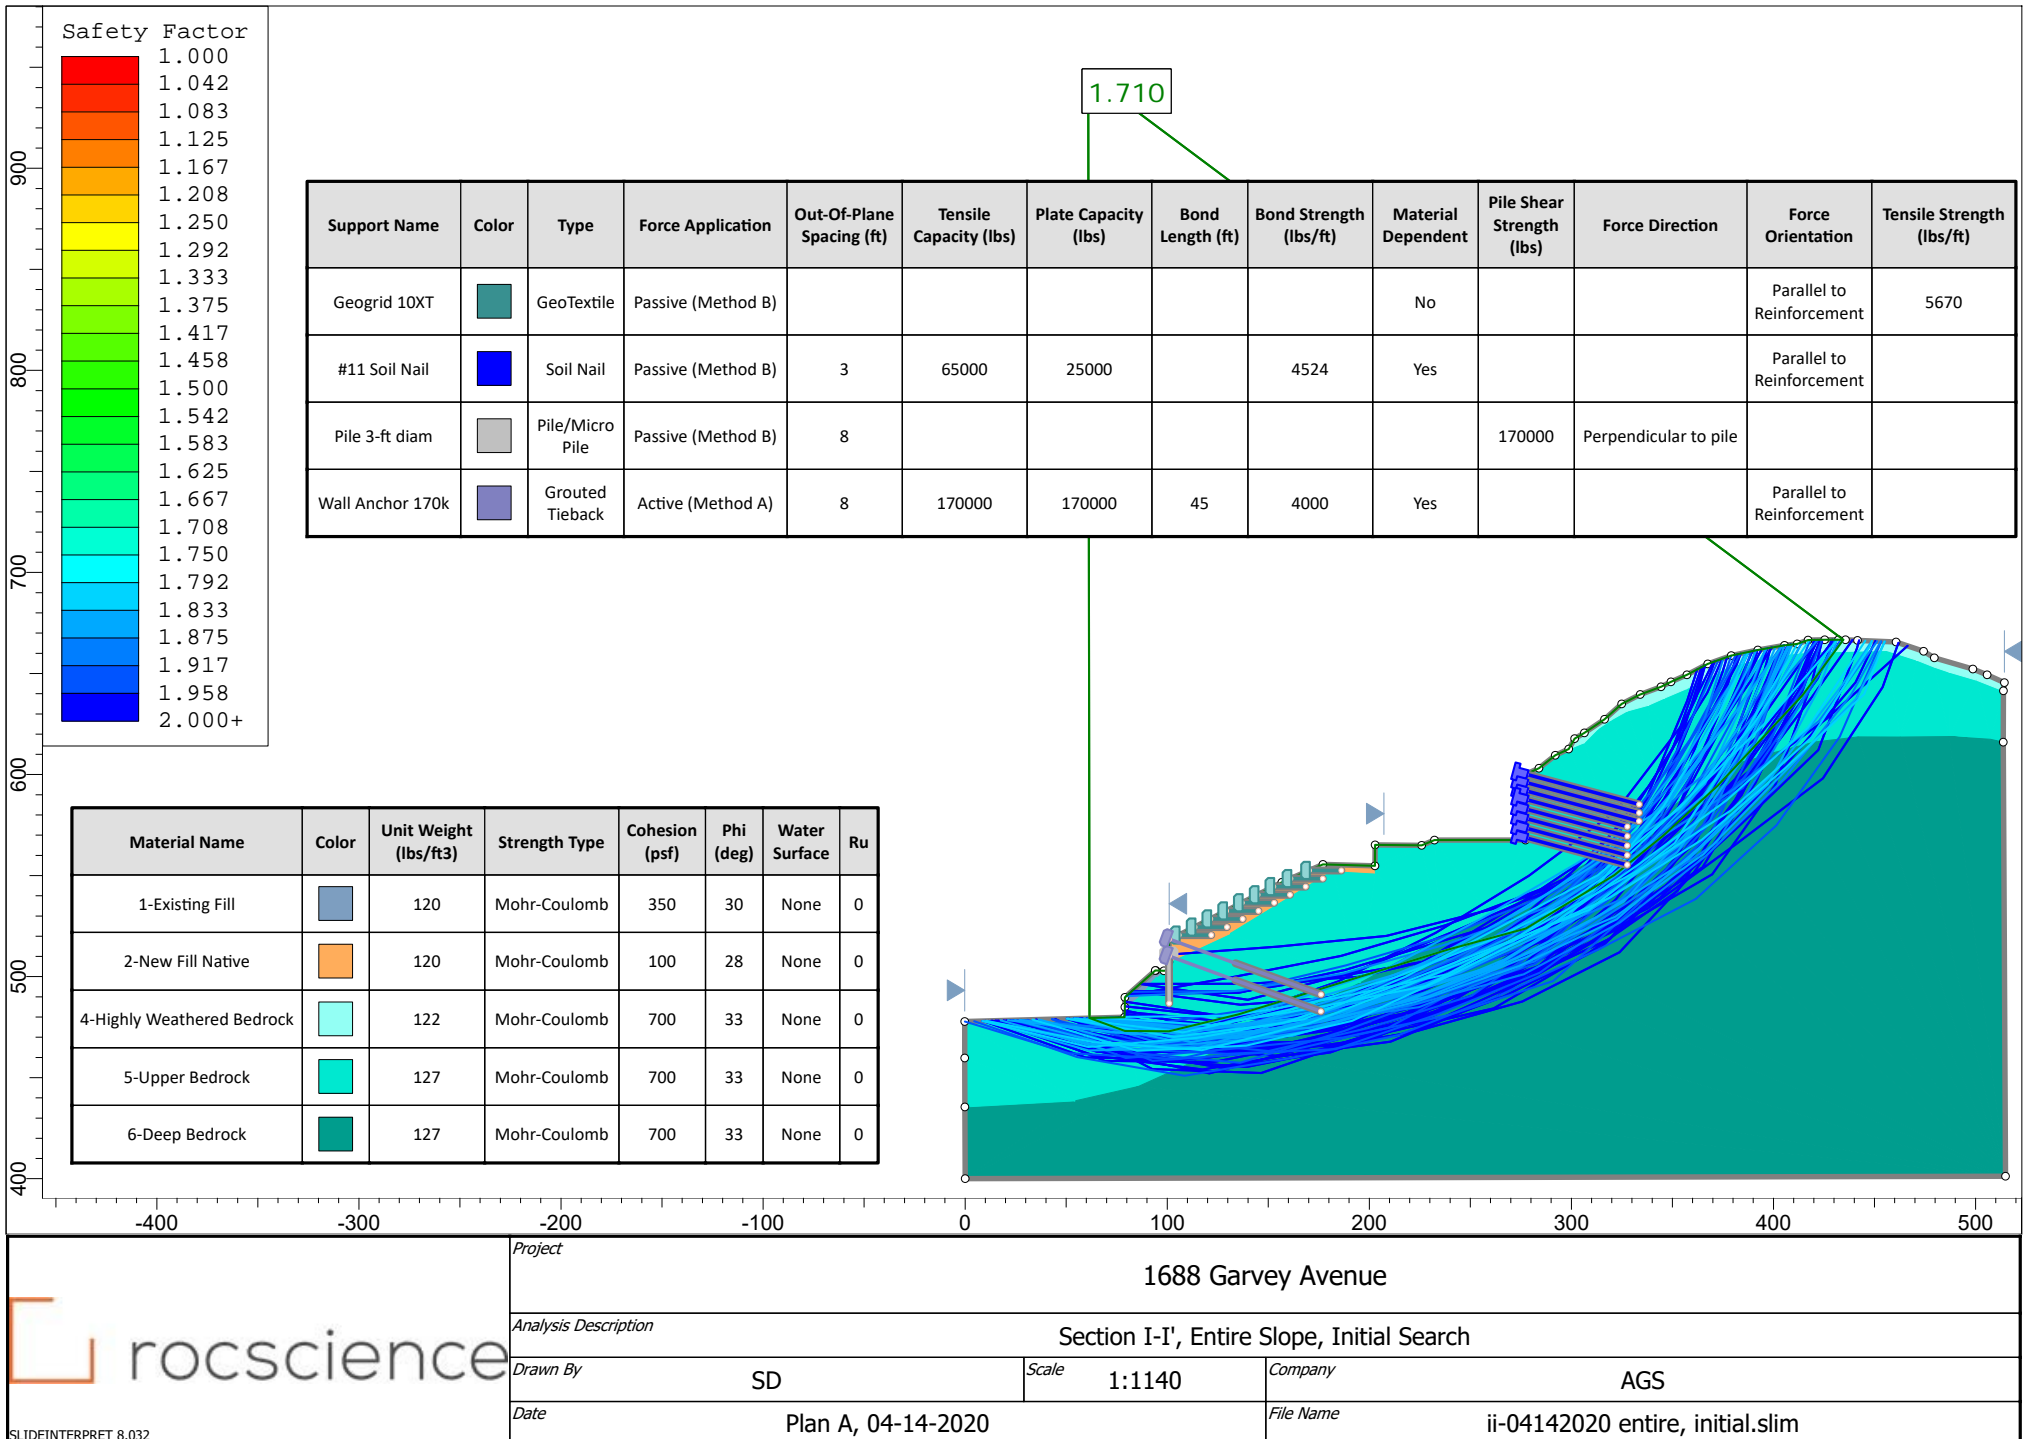 Safety Factor
1.000
1.042
1.083
1.125
1.167
1.208
1.250
1.292
1.333
1.375
1.417
1.458
1.500
1.542
1.583
1.625
1.667
1.708
1.750
1.792
1.833
1.875
1.917
1.958
2.000+
1.710
Support Name Color Type Force Application Out-Of-Plane Spacing (ft) Tensile Capacity (lbs) Plate Capacity (lbs) Bond Length (ft) Bond Strength (lbs/ft) Material Dependent Pile Shear Strength (lbs) Force Direction Force Orientation Tensile Strength (lbs/ft)
Geogrid 10XT GeoTextile Passive (Method B) No Parallel to Reinforcement 5670
#11 Soil Nail Soil Nail Passive (Method B) 3 65000 25000 4524 Yes Parallel to Reinforcement
Pile 3-ft diam Pile/Micro Pile Passive (Method B) 8 170000 Perpendicular to pile
Wall Anchor 170k Grouted Tieback Active (Method A) 8 170000 170000 45 4000 Yes Parallel to Reinforcement
Material Name Color Unit Weight (lbs/ft3) Strength Type Cohesion (psf) Phi (deg) Water Surface Ru
1-Existing Fill 120 Mohr-Coulomb 350 30 None 0
2-New Fill Native 120 Mohr-Coulomb 100 28 None 0
4-Highly Weathered Bedrock 122 Mohr-Coulomb 700 33 None 0
5-Upper Bedrock 127 Mohr-Coulomb 700 33 None 0
6-Deep Bedrock 127 Mohr-Coulomb 700 33 None 0
900
800
700
600
500
400
-400 -300 -200 -100 0 100 200 300 400 500
rocscience
SLIDEINTERPRET 8.032
Project
1688 Garvey Avenue
Analysis Description
Section I-I', Entire Slope, Initial Search
Drawn By SD Scale 1:1140 Company AGS
Date Plan A, 04-14-2020 File Name ii-04142020 entire, initial.slim